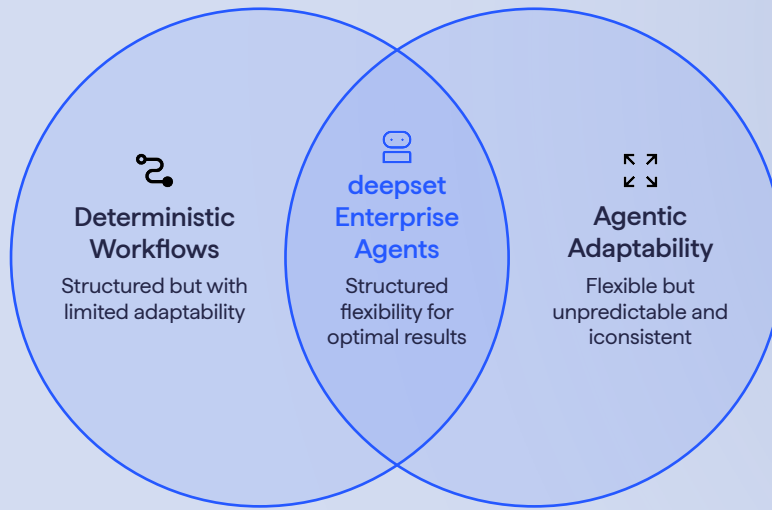 Deterministic
Workflows
Structured but with
limited adaptability
deepset
Enterprise
Agents
Structured
flexibility for
optimal results
Agentic
Adaptability
Flexible but
unpredictable and
iconsistent